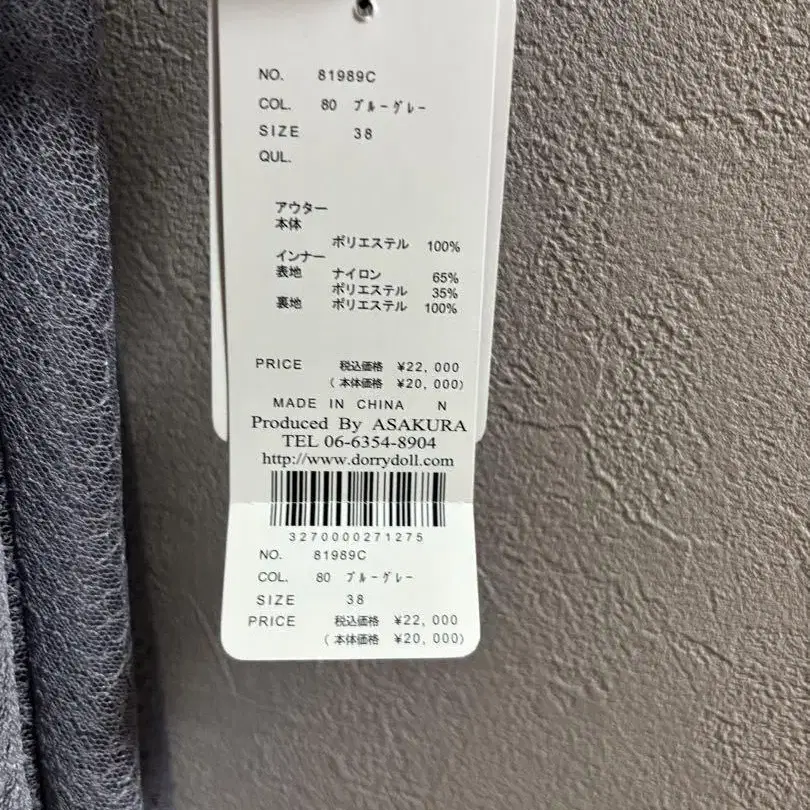 NO. 81989C
COL. 80 ブルーグレー
SIZE 38
QUL.
アウター
本体
ポリエステル 100%
インナー
表地 ナイロン 65%
ポリエステル 35%
裏地 ポリエステル 100%
PRICE 税込価格 ¥22,000
(本体価格 ¥20,000)
MADE IN CHINA N
Produced By ASAKURA
TEL 06-6354-8904
http://www.dorrydoll.com
3270000271275
NO. 81989C
COL. 80 ブルーグレー
SIZE 38
PRICE 税込価格 ¥22,000
(本体価格 ¥20,000)